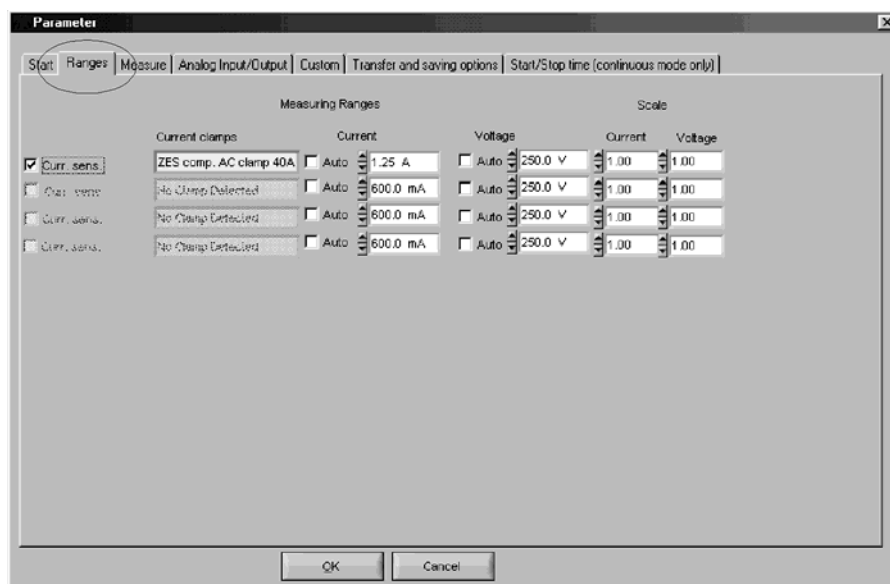 Parameter
Start Ranges Measure Analog Input/Output Custom Transfer and saving options Start/Stop time (continuous mode only)
Measuring Ranges Scale
Current clamps Current Voltage Current Voltage
Curr. sens. ZES comp. AC clamp 40A Auto 1.25 A Auto 250.0 V 1.00 1.00
Curr. sens. No Clamp Detected Auto 600.0 mA Auto 250.0 V 1.00 1.00
Curr. sens. No Clamp Detected Auto 600.0 mA Auto 250.0 V 1.00 1.00
Curr. sens. No Clamp Detected Auto 600.0 mA Auto 250.0 V 1.00 1.00
OK Cancel